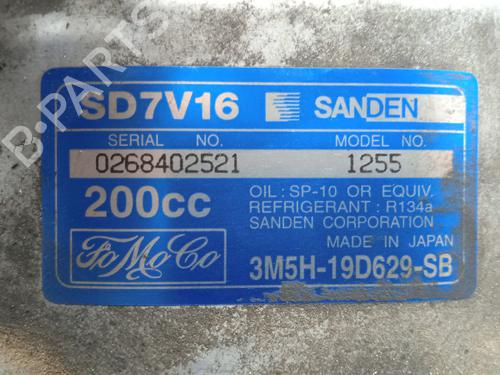 B-PARTS
SD7V16 SANDEN
SERIAL NO. MODEL NO.
0268402521 1255
200cc
OIL: SP-10 OR EQUIV.
REFRIGERANT: R134a
SANDEN CORPORATION
MADE IN JAPAN
FoMoCo
3M5H-19D629-SB